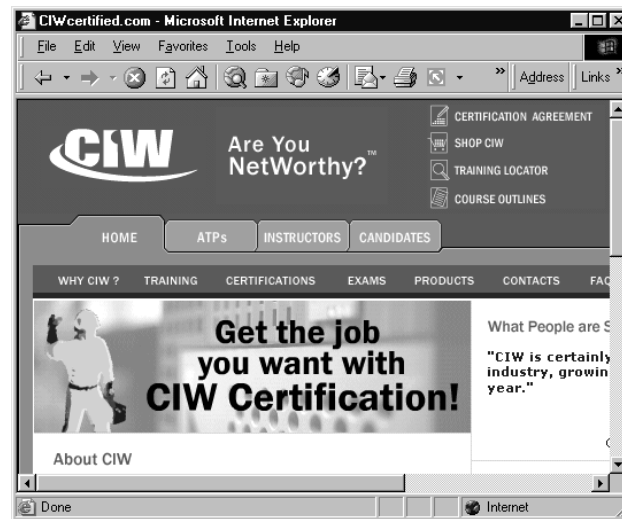 CIWcertified.com - Microsoft Internet Explorer
File Edit View Favorites Tools Help
» Address Links »
CIW
Are You
NetWorthy?™
CERTIFICATION AGREEMENT
SHOP CIW
TRAINING LOCATOR
COURSE OUTLINES
HOME ATPs INSTRUCTORS CANDIDATES
WHY CIW ? TRAINING CERTIFICATIONS EXAMS PRODUCTS CONTACTS FAQ
Get the job
you want with
CIW Certification!
What People are S
"CIW is certainly
industry, growin
year."
About CIW
Done Internet